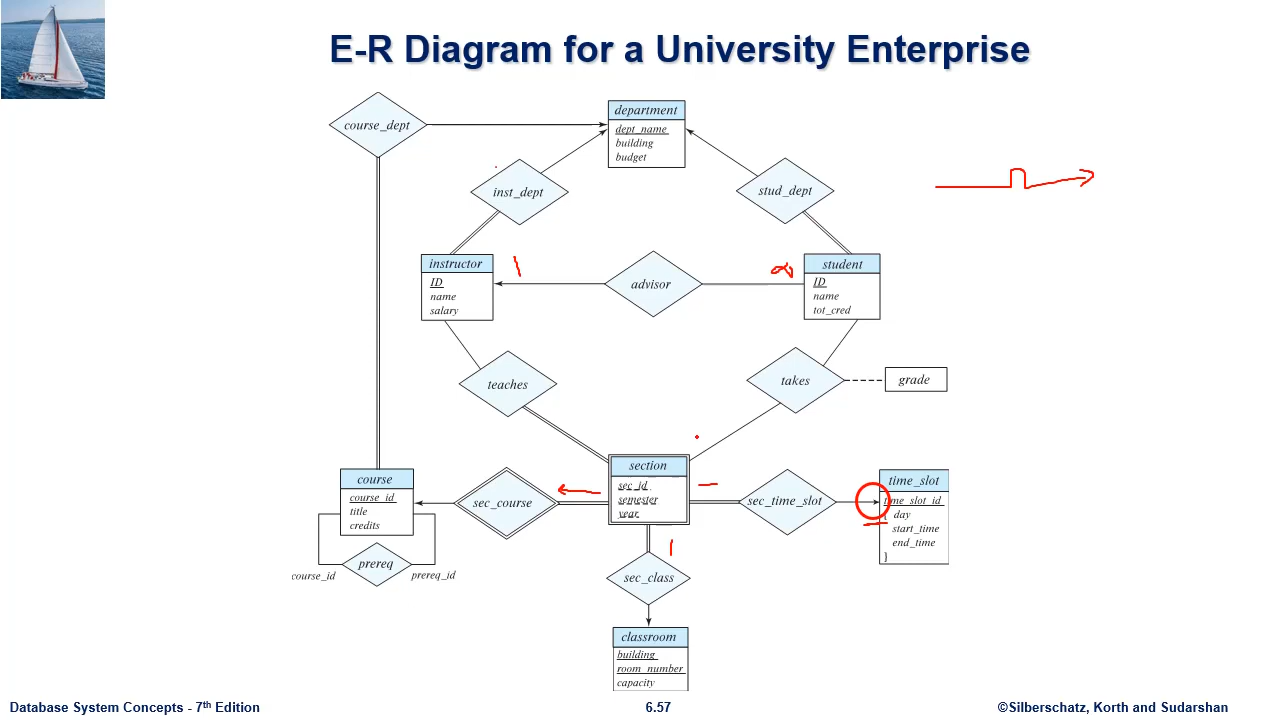 E-R Diagram for a University Enterprise
course_dept
department
dept_name
building
budget
inst_dept
stud_dept
instructor
ID
name
salary
1
advisor
∞
student
ID
name
tot_cred
teaches
takes
grade
course
course_id
title
credits
sec_course
section
sec_id
semester
year
sec_time_slot
time_slot
time_slot_id
{ day
start_time
end_time
}
prereq
course_id
prereq_id
1
sec_class
classroom
building
room_number
capacity
Database System Concepts - 7th Edition
6.57
©Silberschatz, Korth and Sudarshan